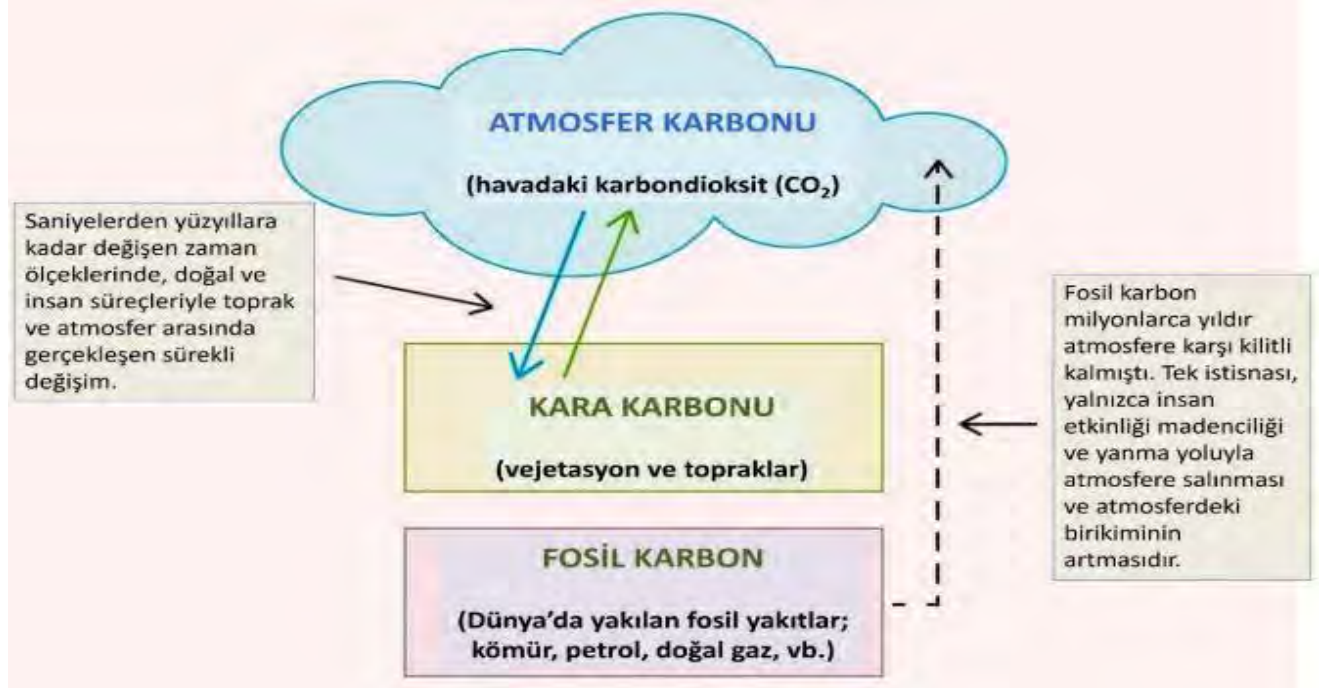 ATMOSFER KARBONU
(havadaki karbondioksit (CO₂)
Saniyelerden yüzyıllara
kadar değişen zaman
ölçeklerinde, doğal ve
insan süreçleriyle toprak
ve atmosfer arasında
gerçekleşen sürekli
değişim.
KARA KARBONU
(vejetasyon ve topraklar)
FOSİL KARBON
(Dünya’da yakılan fosil yakıtlar;
kömür, petrol, doğal gaz, vb.)
Fosil karbon
milyonlarca yıldır
atmosfere karşı kilitli
kalmıştı. Tek istisnası,
yalnızca insan
etkinliği madenciliği
ve yanma yoluyla
atmosfere salınması
ve atmosferdeki
birikiminin
artmasıdır.